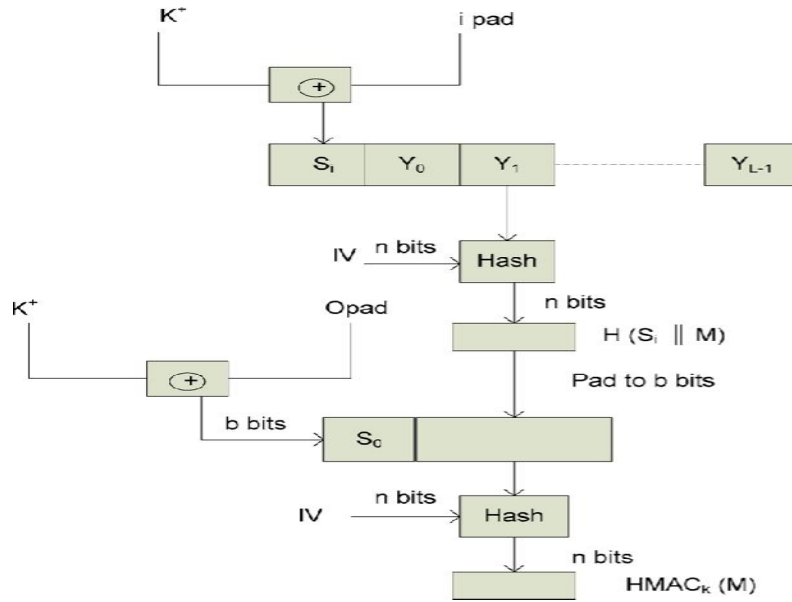 K⁺
i pad
+
Sᵢ Y₀ Y₁ Y_L-1
n bits
IV
Hash
n bits
K⁺
Opad
H (Sᵢ || M)
+
Pad to b bits
b bits
S₀
n bits
IV
Hash
n bits
HMACₖ (M)